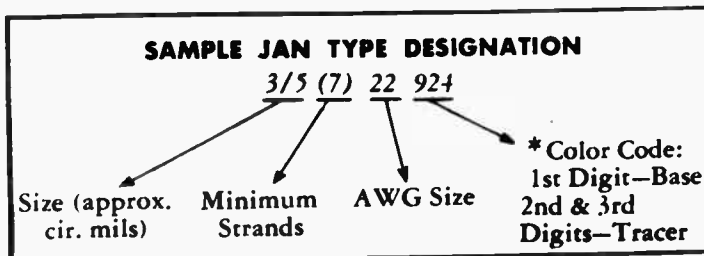 SAMPLE JAN TYPE DESIGNATION
3/5 (7) 22 924
Size (approx. cir. mils)
Minimum Strands
AWG Size
*Color Code:
1st Digit—Base
2nd & 3rd
Digits—Tracer